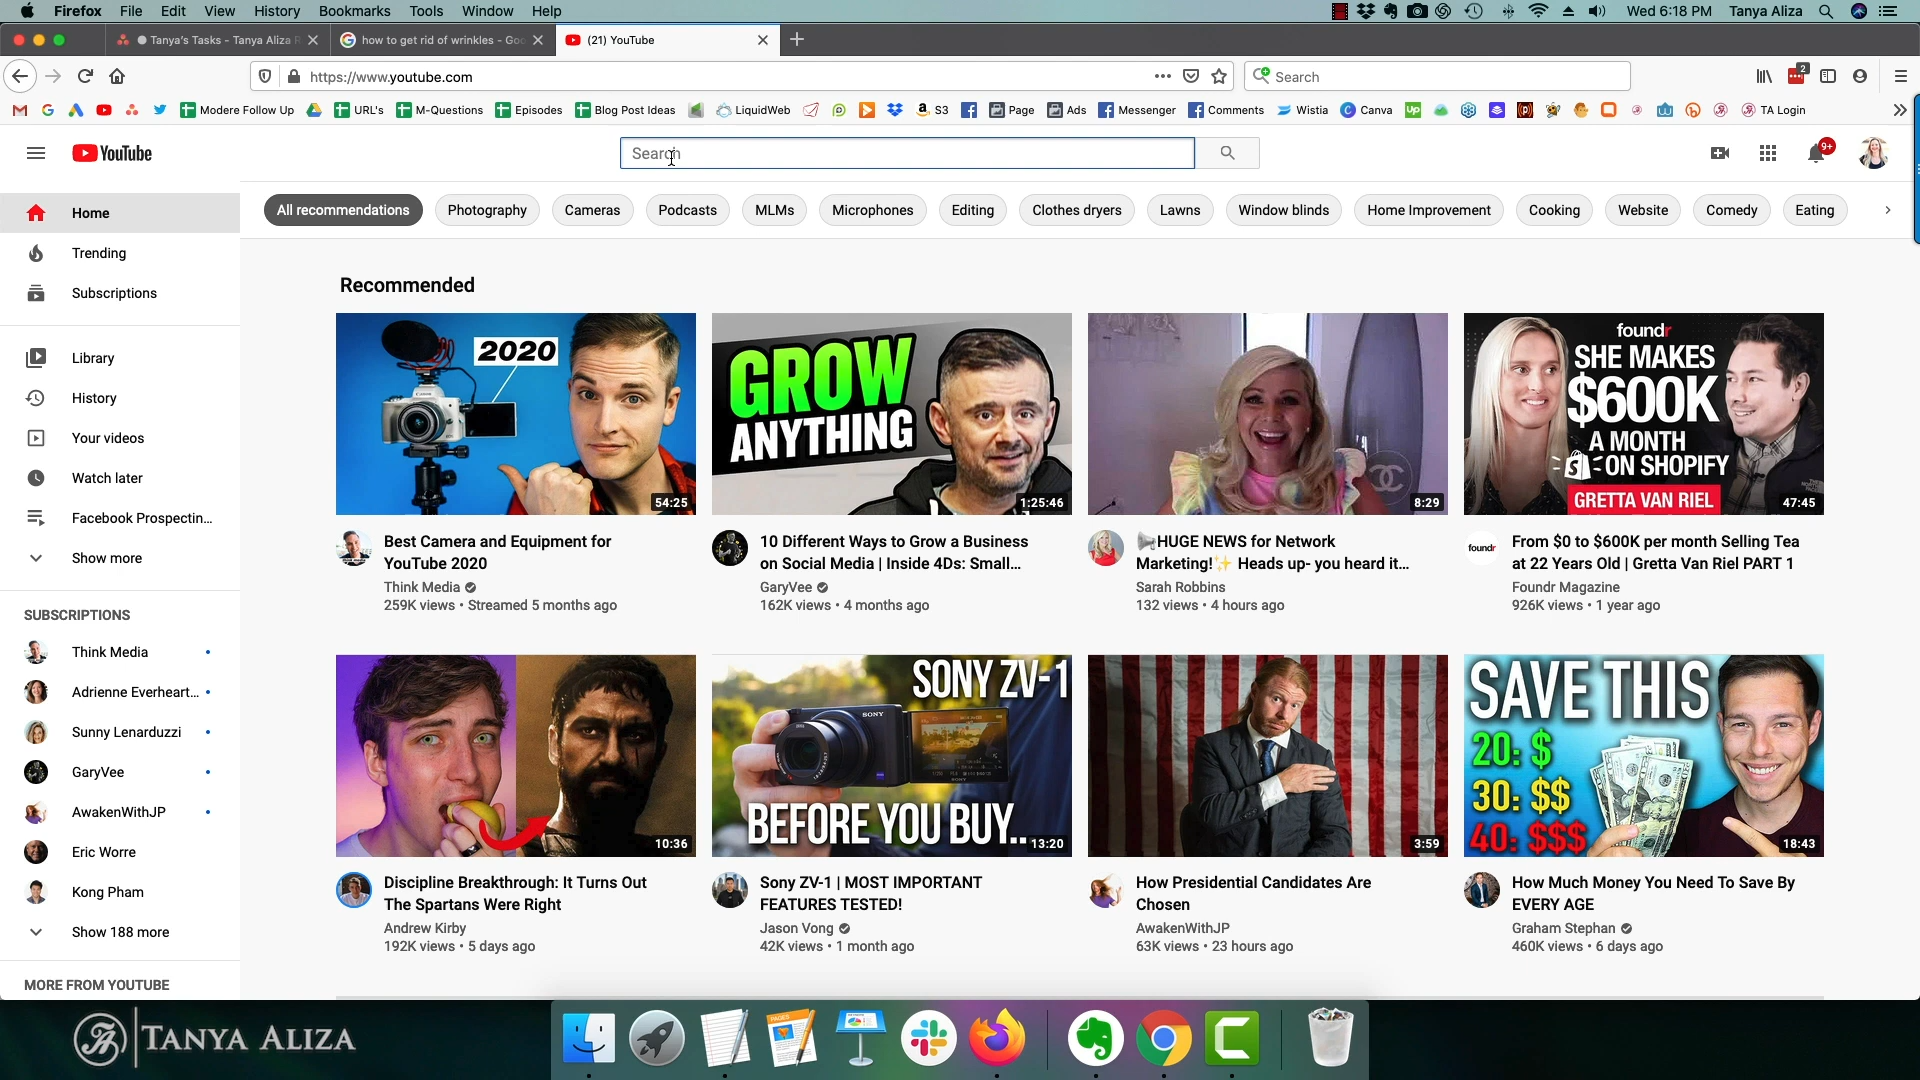 Firefox File Edit View History Bookmarks Tools Window Help Wed 6:18 PM Tanya Aliza
Tanya's Tasks - Tanya Aliza how to get rid of wrinkles - Goo (21) YouTube
https://www.youtube.com Search 2
Modere Follow Up URL's M-Questions Episodes Blog Post Ideas LiquidWeb S3 Page Ads Messenger Comments Wistia Canva TA Login
YouTube Search 9+
Home
Trending
Subscriptions
Library
History
Your videos
Watch later
Facebook Prospectin...
Show more
SUBSCRIPTIONS
Think Media
Adrienne Everheart...
Sunny Lenarduzzi
GaryVee
AwakenWithJP
Eric Worre
Kong Pham
Show 188 more
MORE FROM YOUTUBE
All recommendations Photography Cameras Podcasts MLMs Microphones Editing Clothes dryers Lawns Window blinds Home Improvement Cooking Website Comedy Eating
Recommended
2020
54:25
Best Camera and Equipment for
YouTube 2020
Think Media
259K views • Streamed 5 months ago
GROW
ANYTHING
1:25:46
10 Different Ways to Grow a Business
on Social Media | Inside 4Ds: Small...
GaryVee
162K views • 4 months ago
8:29
📢HUGE NEWS for Network
Marketing!✨ Heads up- you heard it...
Sarah Robbins
132 views • 4 hours ago
foundr
SHE MAKES
$600K
A MONTH
ON SHOPIFY
GRETTA VAN RIEL
47:45
foundr
From $0 to $600K per month Selling Tea
at 22 Years Old | Gretta Van Riel PART 1
Foundr Magazine
926K views • 1 year ago
10:36
Discipline Breakthrough: It Turns Out
The Spartans Were Right
Andrew Kirby
192K views • 5 days ago
SONY ZV-1
SONY
BEFORE YOU BUY..
13:20
Sony ZV-1 | MOST IMPORTANT
FEATURES TESTED!
Jason Vong
42K views • 1 month ago
3:59
How Presidential Candidates Are
Chosen
AwakenWithJP
63K views • 23 hours ago
SAVE THIS
20: $
30: $$
40: $$$
18:43
How Much Money You Need To Save By
EVERY AGE
Graham Stephan
460K views • 6 days ago
TANYA ALIZA
PAGES